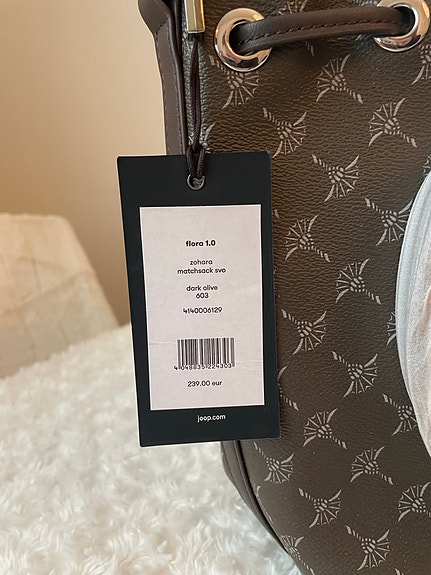 flora 1.0
zohara
matchsack svo
dark olive
603
4140006129
4048835224303
239.00 eur
joop.com